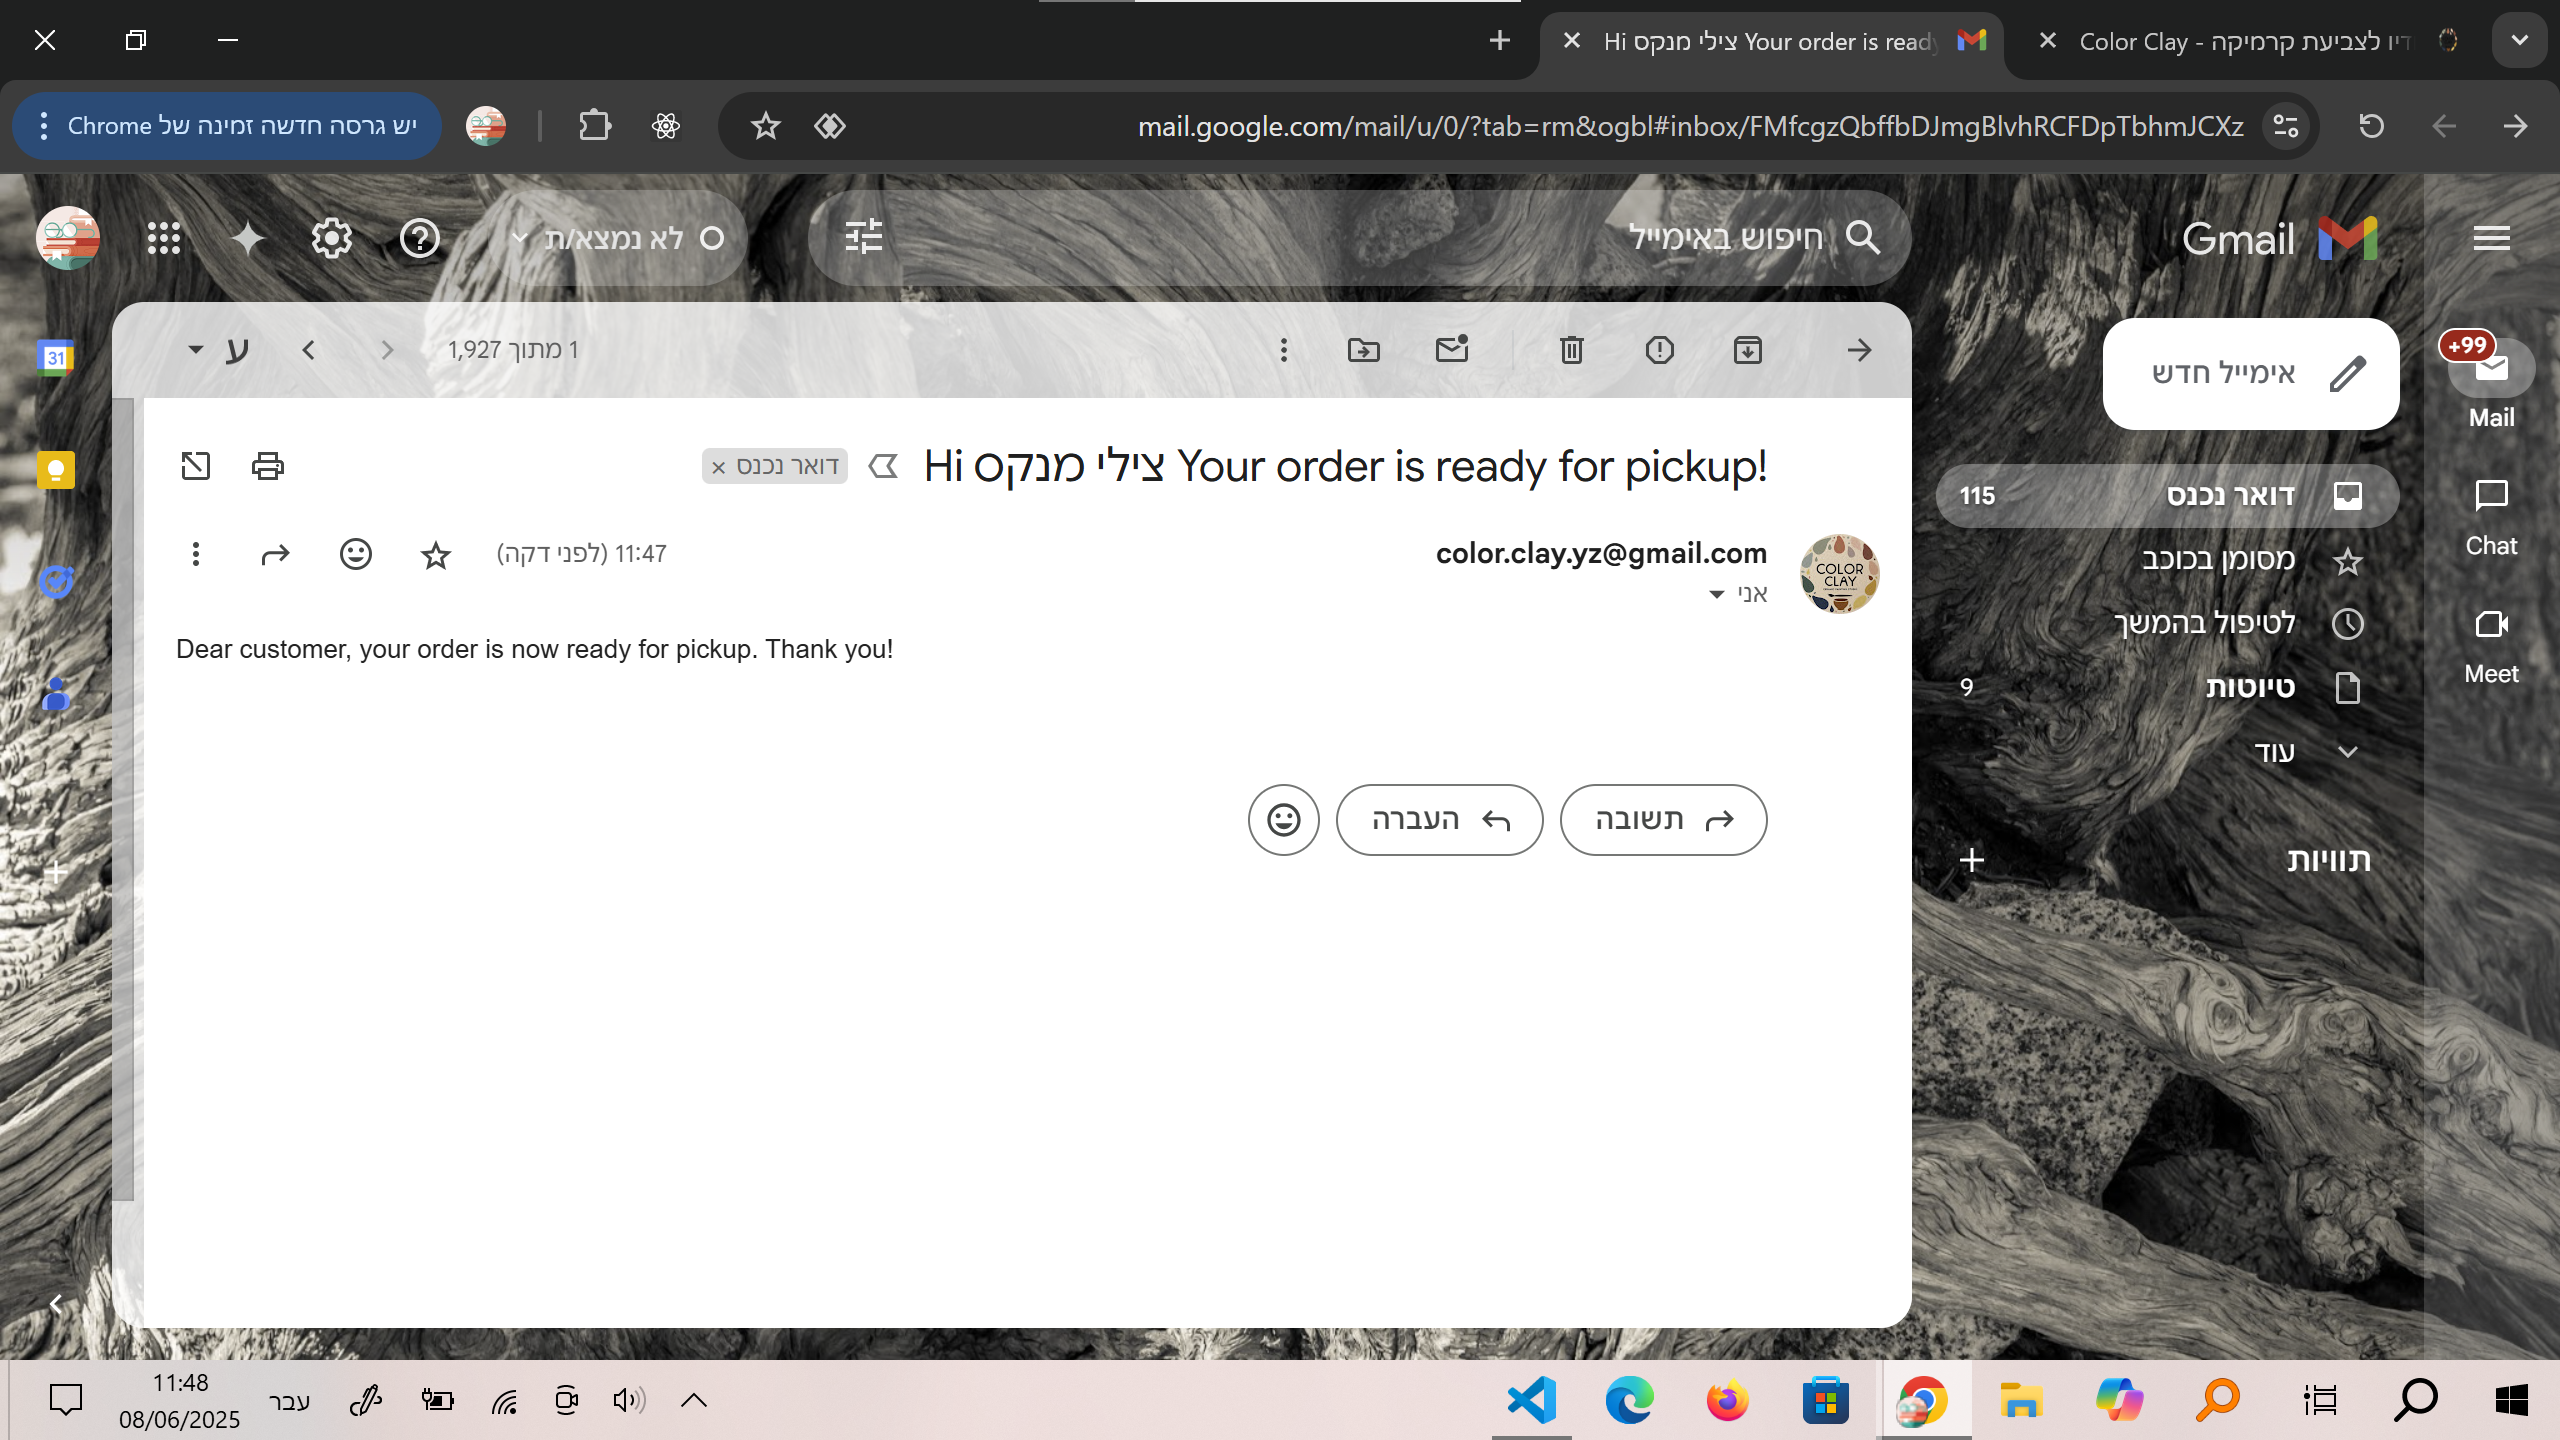 Hi צילי מנקס Your order is ready
Color Clay - דיו לצביעת קרמיקה
יש גרסה חדשה זמינה של Chrome
mail.google.com/mail/u/0/?tab=rm&ogbl#inbox/FMfcgzQbffbDJmgBlvhRCFDpTbhmJCXz
Gmail
חיפוש באימייל
לא נמצא/ת
1 מתוך 1,927
ע
31
אימייל חדש
+99
Mail
Chat
Meet
דואר נכנס 115
מסומן בכוכב
לטיפול בהמשך
טיוטות 9
עוד
תוויות
Hi צילי מנקס Your order is ready for pickup!
דואר נכנס ×
COLOR
CLAY
color.clay.yz@gmail.com
11:47 (לפני דקה)
אני
Dear customer, your order is now ready for pickup. Thank you!
תשובה
העברה
עבר
11:48
08/06/2025